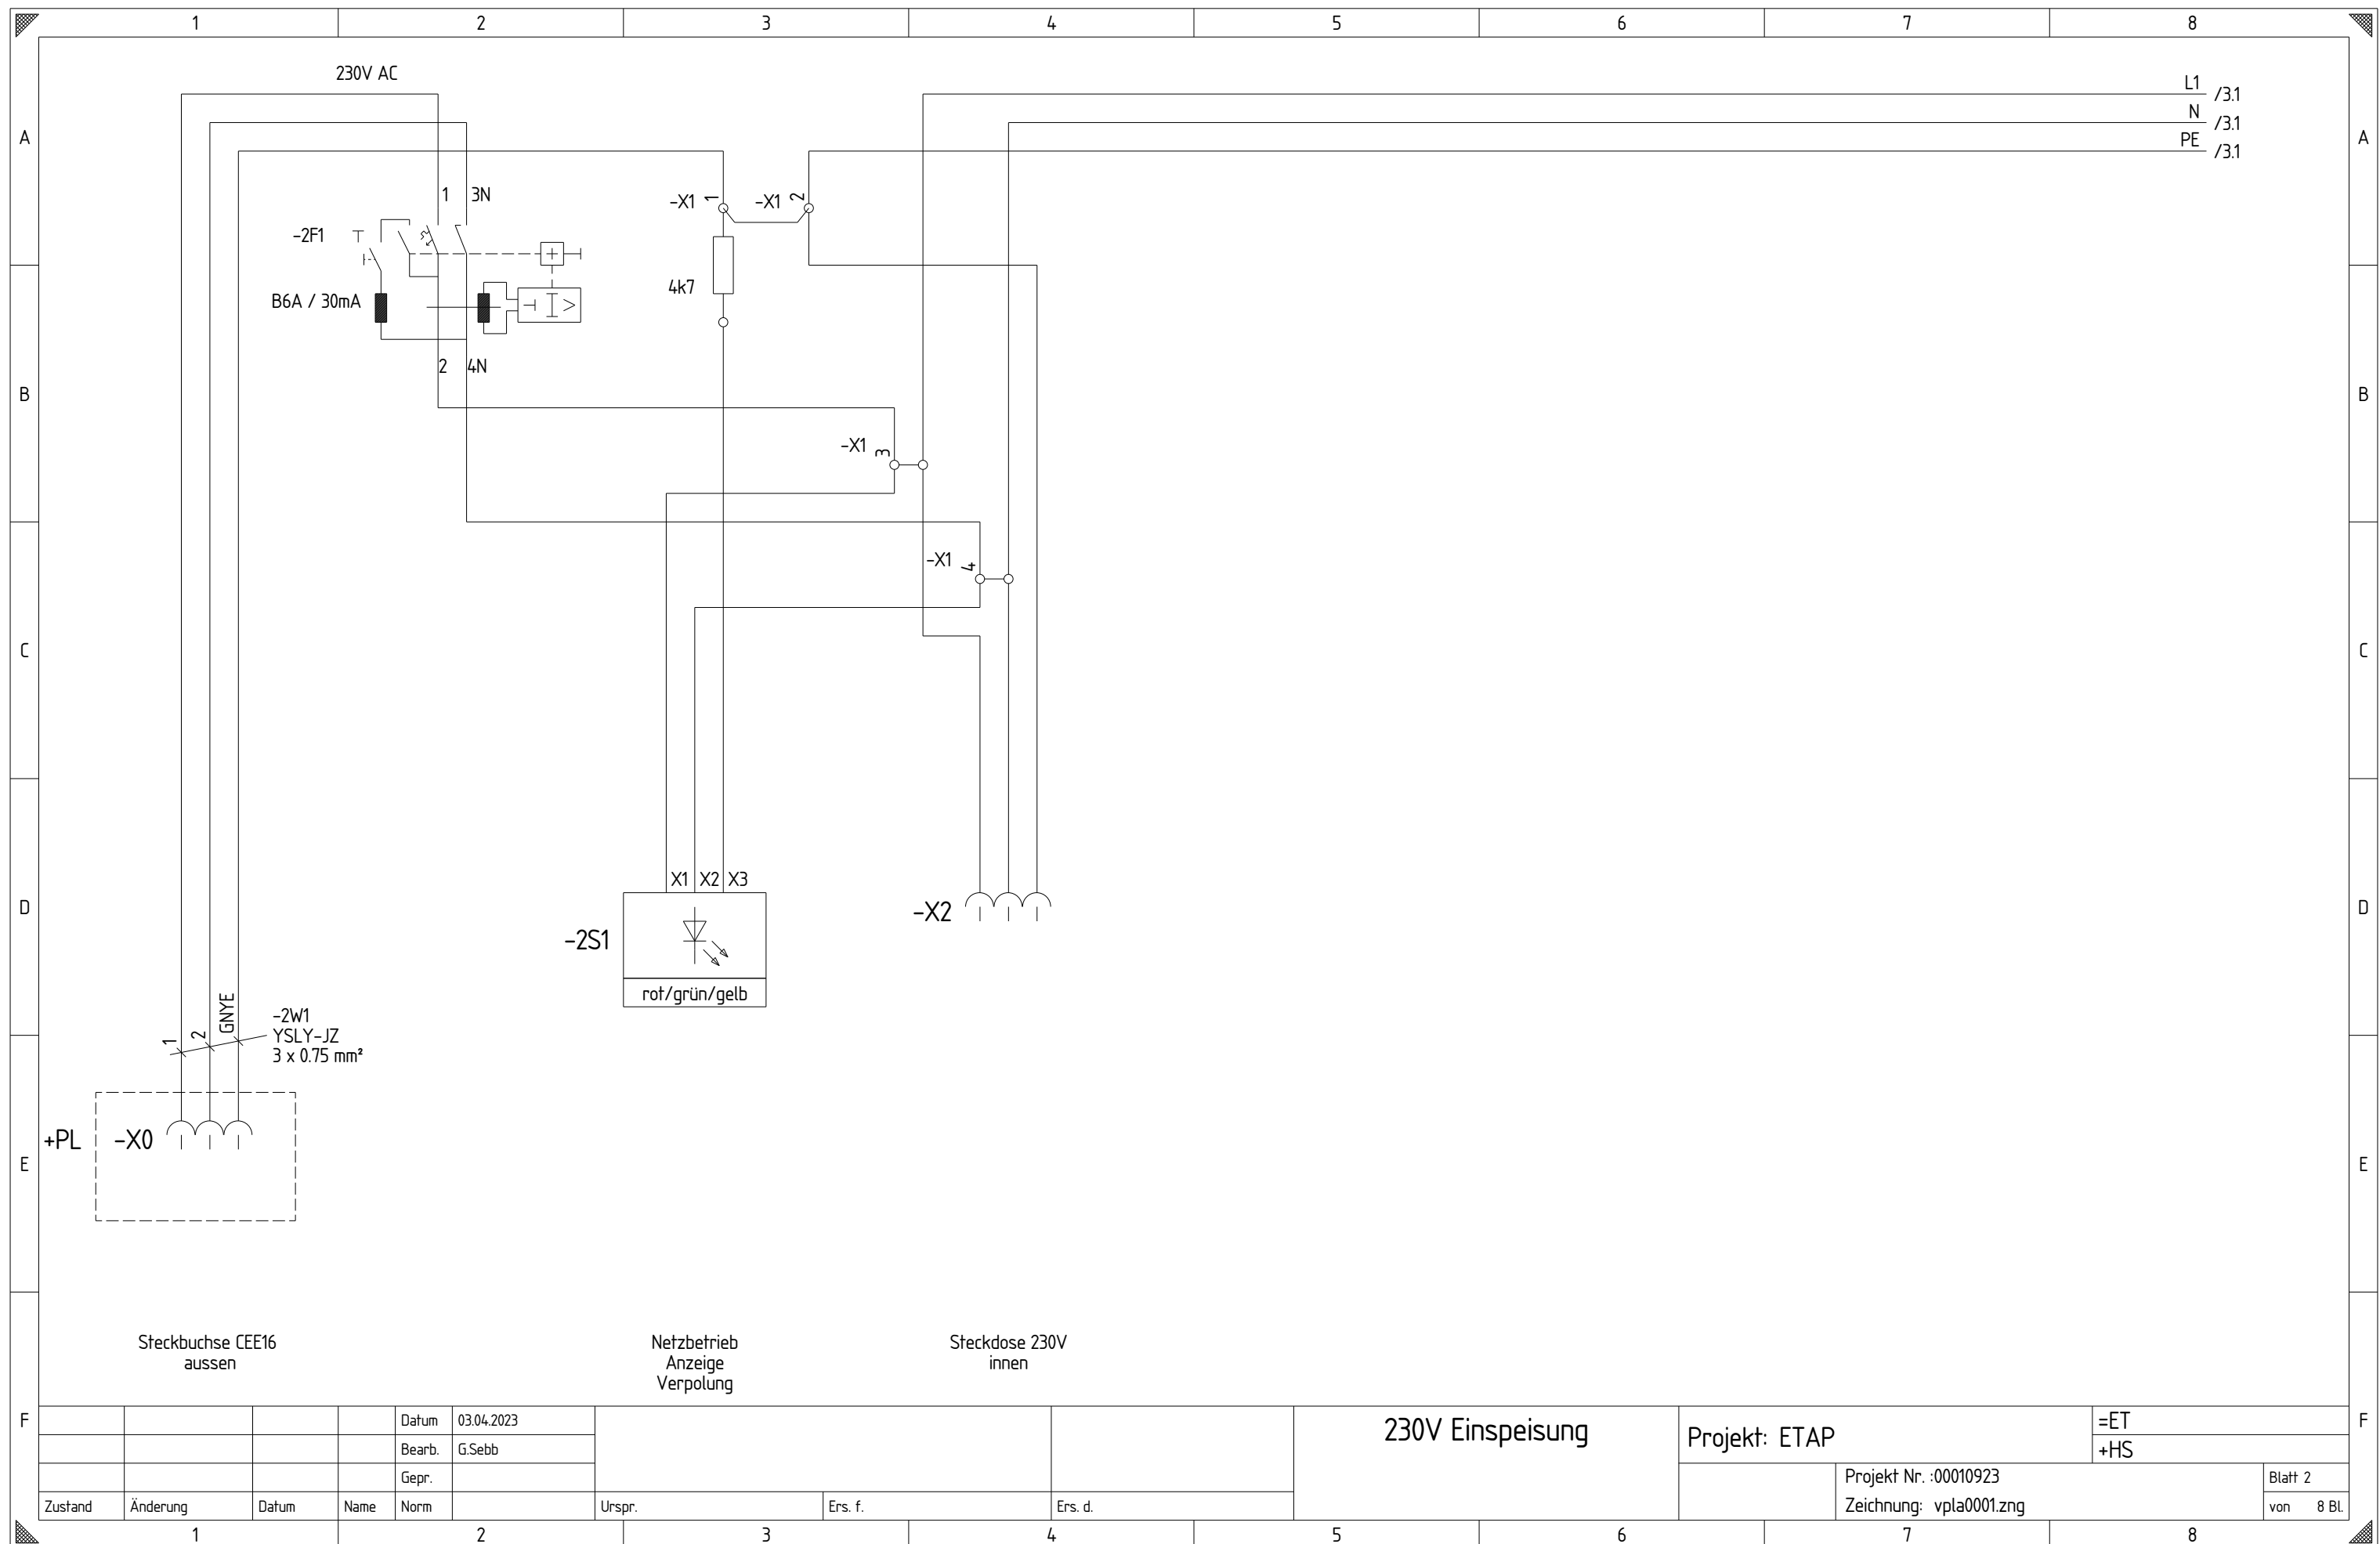 1 2 3 4 5 6 7 8
230V AC
L1 /3.1
N /3.1
PE /3.1
A A
1 3N
-X1 1 -X1 2
-2F1
4k7
B6A / 30mA
2 4N
B B
-X1 3
-X1 4
C C
X1 X2 X3
D D
-X2
-2S1
rot/grün/gelb
1 2 GNYE
-2W1
YSLY-JZ
3 x 0.75 mm²
+PL -X0
E E
Steckbuchse CEE16
aussen
Netzbetrieb
Anzeige
Verpolung
Steckdose 230V
innen
F F
Datum 03.04.2023
Bearb. G.Sebb
Gepr.
Zustand Änderung Datum Name Norm Urspr. Ers. f. Ers. d.
230V Einspeisung
Projekt: ETAP
=ET
+HS
Projekt Nr. :00010923
Blatt 2
Zeichnung: vpla0001.zng
von 8 Bl.
1 2 3 4 5 6 7 8